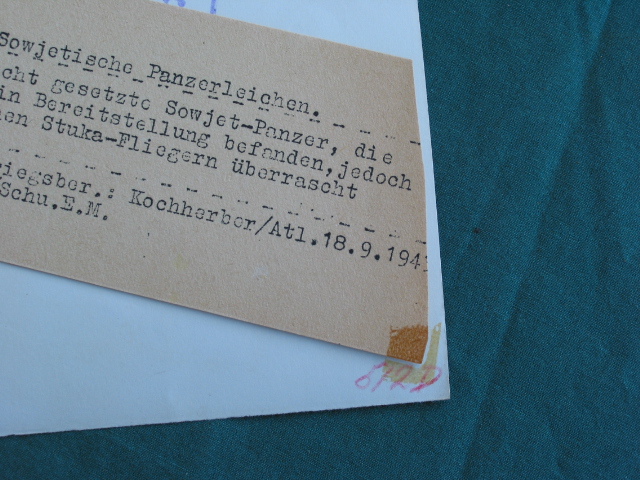 Sowjetische Panzerleichen.
cht gesetzte Sowjet-Panzer, die
in Bereitstellung befanden, jedoch
en Stuka-Fliegern überrascht
iegsber.: Kochherber/Atl.18.9.194
Schu.E.M.